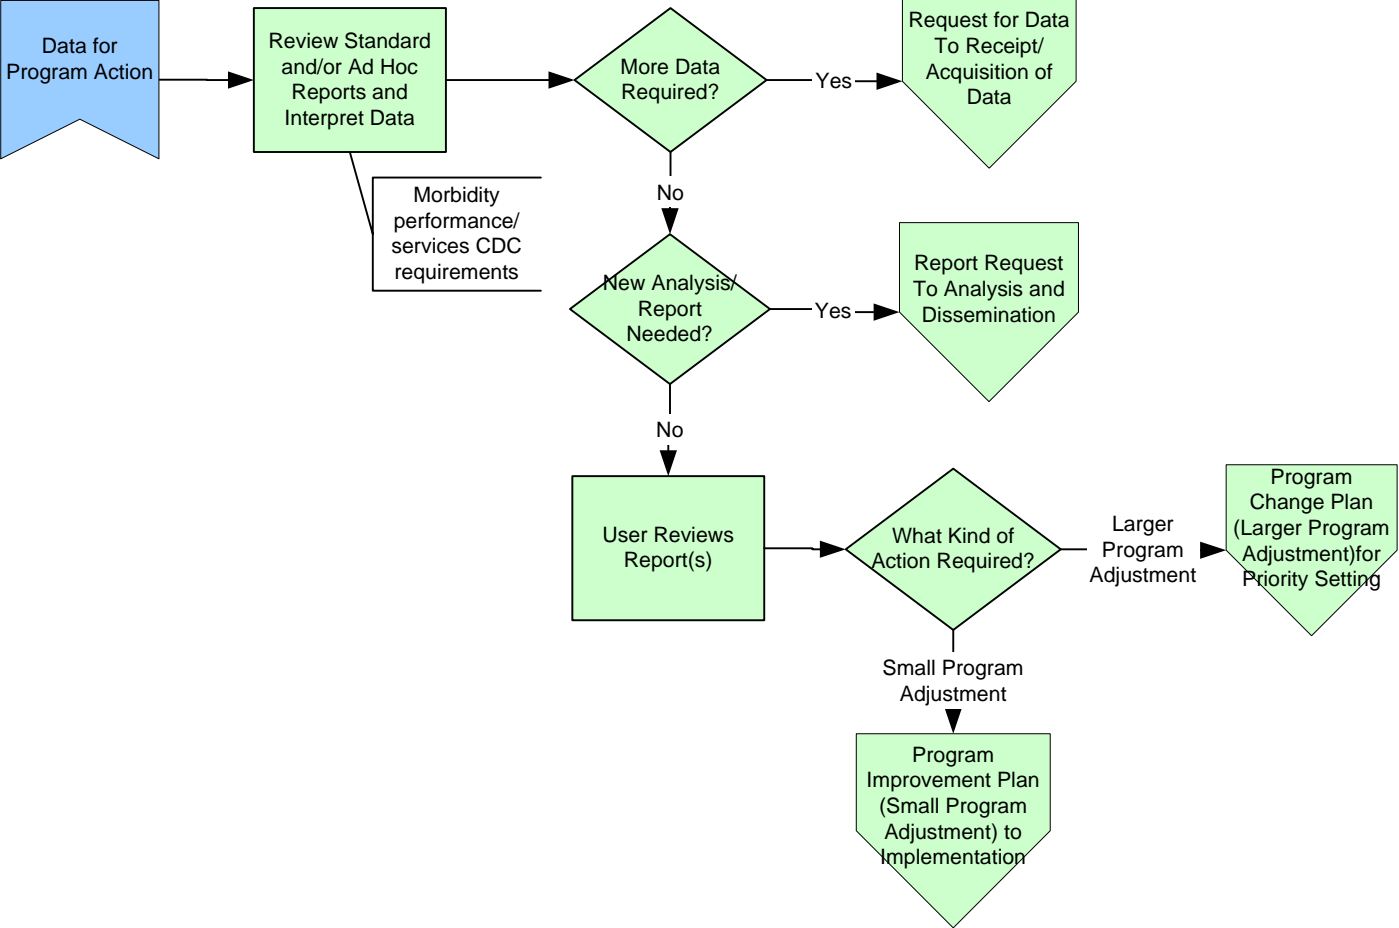 Data for
Program Action
Review Standard
and/or Ad Hoc
Reports and
Interpret Data
More Data
Required?
Yes
Request for Data
To Receipt/
Acquisition of
Data
Morbidity
performance/
services CDC
requirements
No
New Analysis/
Report
Needed?
Yes
Report Request
To Analysis and
Dissemination
No
User Reviews
Report(s)
What Kind of
Action Required?
Larger
Program
Adjustment
Program
Change Plan
(Larger Program
Adjustment)for
Priority Setting
Small Program
Adjustment
Program
Improvement Plan
(Small Program
Adjustment) to
Implementation